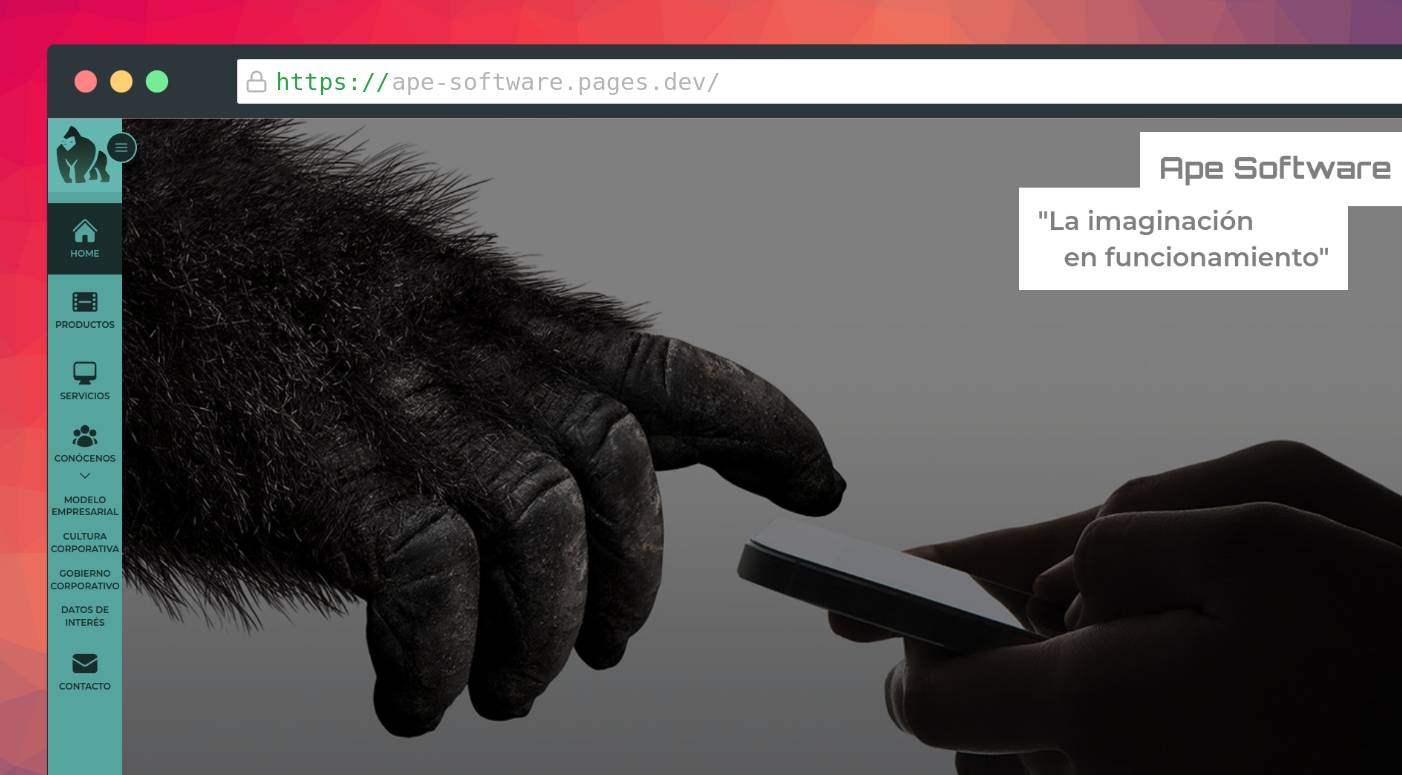 https://ape-software.pages.dev/
Ape Software
"La imaginación
en funcionamiento"
HOME
PRODUCTOS
SERVICIOS
CONÓCENOS
MODELO
EMPRESARIAL
CULTURA
CORPORATIVA
GOBIERNO
CORPORATIVO
DATOS DE
INTERÉS
CONTACTO